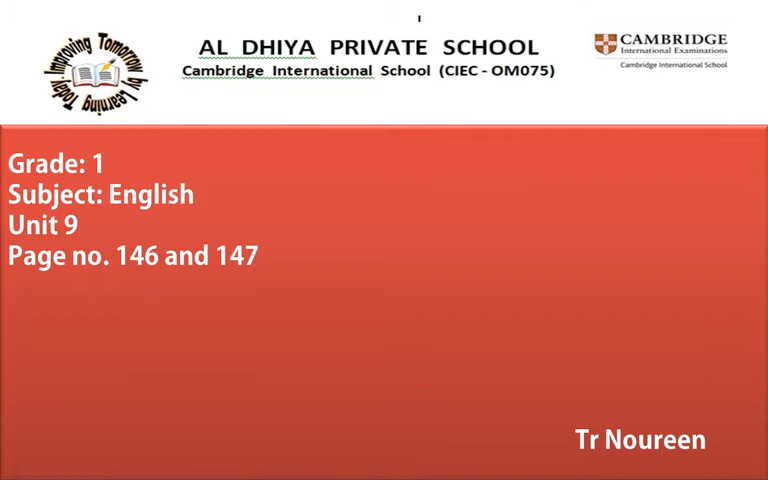 Improving Tomorrow by Learning Today
AL DHIYA PRIVATE SCHOOL
Cambridge International School (CIEC - OM075)
CAMBRIDGE
International Examinations
Cambridge International School
Grade: 1
Subject: English
Unit 9
Page no. 146 and 147
Tr Noureen